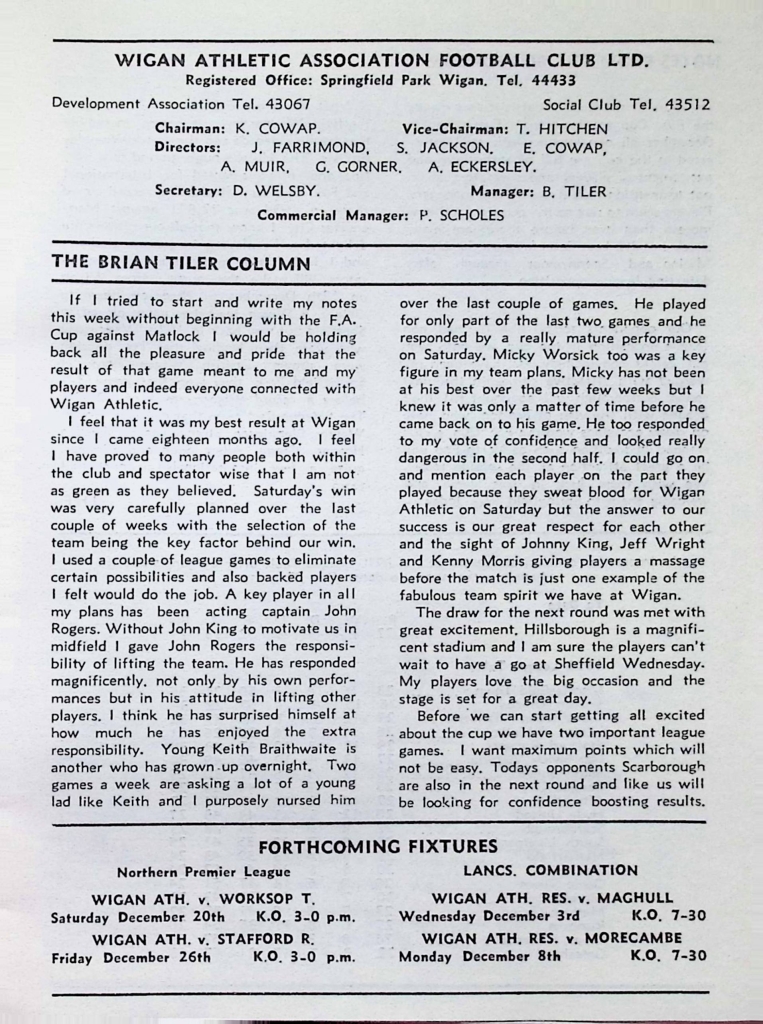 WIGAN ATHLETIC ASSOCIATION FOOTBALL CLUB LTD.
Registered Office: Springfield Park Wigan. Tel. 44433
Development Association Tel. 43067 Social Club Tel. 43512
Chairman: K. COWAP. Vice-Chairman: T. HITCHEN
Directors: J. FARRIMOND, S. JACKSON, E. COWAP,
A. MUIR, G. GORNER, A. ECKERSLEY.
Secretary: D. WELSBY. Manager: B. TILER
Commercial Manager: P. SCHOLES
THE BRIAN TILER COLUMN
If I tried to start and write my notes
this week without beginning with the F.A.
Cup against Matlock I would be holding
back all the pleasure and pride that the
result of that game meant to me and my
players and indeed everyone connected with
Wigan Athletic.
I feel that it was my best result at Wigan
since I came eighteen months ago. I feel
I have proved to many people both within
the club and spectator wise that I am not
as green as they believed. Saturday's win
was very carefully planned over the last
couple of weeks with the selection of the
team being the key factor behind our win.
I used a couple of league games to eliminate
certain possibilities and also backed players
I felt would do the job. A key player in all
my plans has been acting captain John
Rogers. Without John King to motivate us in
midfield I gave John Rogers the responsi-
bility of lifting the team. He has responded
magnificently, not only by his own perfor-
mances but in his attitude in lifting other
players. I think he has surprised himself at
how much he has enjoyed the extra
responsibility. Young Keith Braithwaite is
another who has grown up overnight. Two
games a week are asking a lot of a young
lad like Keith and I purposely nursed him
over the last couple of games. He played
for only part of the last two games and he
responded by a really mature performance
on Saturday. Micky Worsick too was a key
figure in my team plans. Micky has not been
at his best over the past few weeks but I
knew it was only a matter of time before he
came back on to his game. He too responded
to my vote of confidence and looked really
dangerous in the second half. I could go on
and mention each player on the part they
played because they sweat blood for Wigan
Athletic on Saturday but the answer to our
success is our great respect for each other
and the sight of Johnny King, Jeff Wright
and Kenny Morris giving players a massage
before the match is just one example of the
fabulous team spirit we have at Wigan.
The draw for the next round was met with
great excitement. Hillsborough is a magnifi-
cent stadium and I am sure the players can't
wait to have a go at Sheffield Wednesday.
My players love the big occasion and the
stage is set for a great day.
Before we can start getting all excited
about the cup we have two important league
games. I want maximum points which will
not be easy. Todays opponents Scarborough
are also in the next round and like us will
be looking for confidence boosting results.
FORTHCOMING FIXTURES
Northern Premier League
WIGAN ATH. v. WORKSOP T.
Saturday December 20th K.O. 3-0 p.m.
WIGAN ATH. v. STAFFORD R.
Friday December 26th K.O. 3-0 p.m.
LANCS. COMBINATION
WIGAN ATH. RES. v. MAGHULL
Wednesday December 3rd K.O. 7-30
WIGAN ATH. RES. v. MORECAMBE
Monday December 8th K.O. 7-30